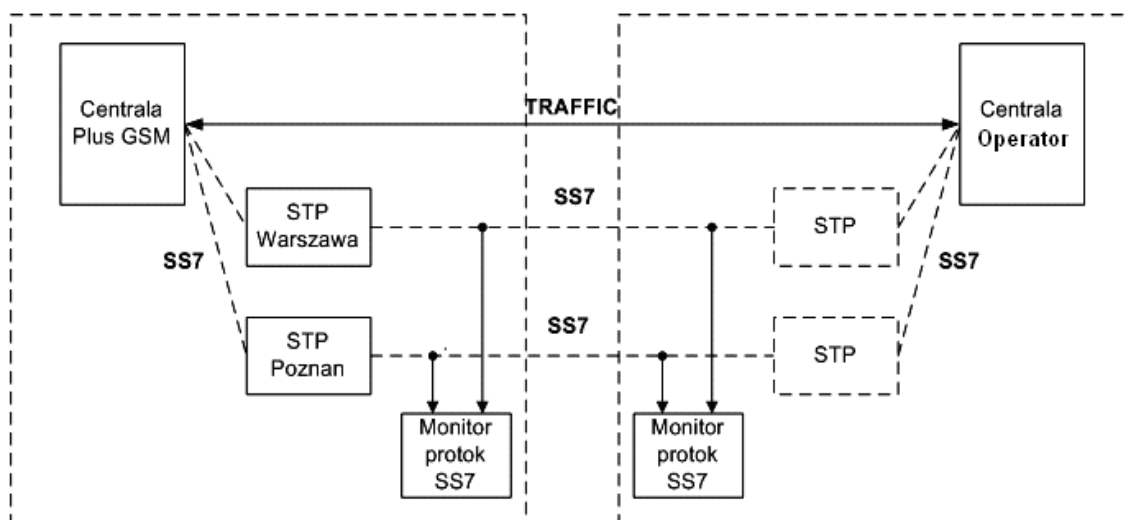 TRAFFIC
Centrala
Plus GSM
Centrala
Operator
SS7
STP
Warszawa
STP
SS7
SS7
SS7
STP
Poznan
STP
Monitor
protok
SS7
Monitor
protok
SS7